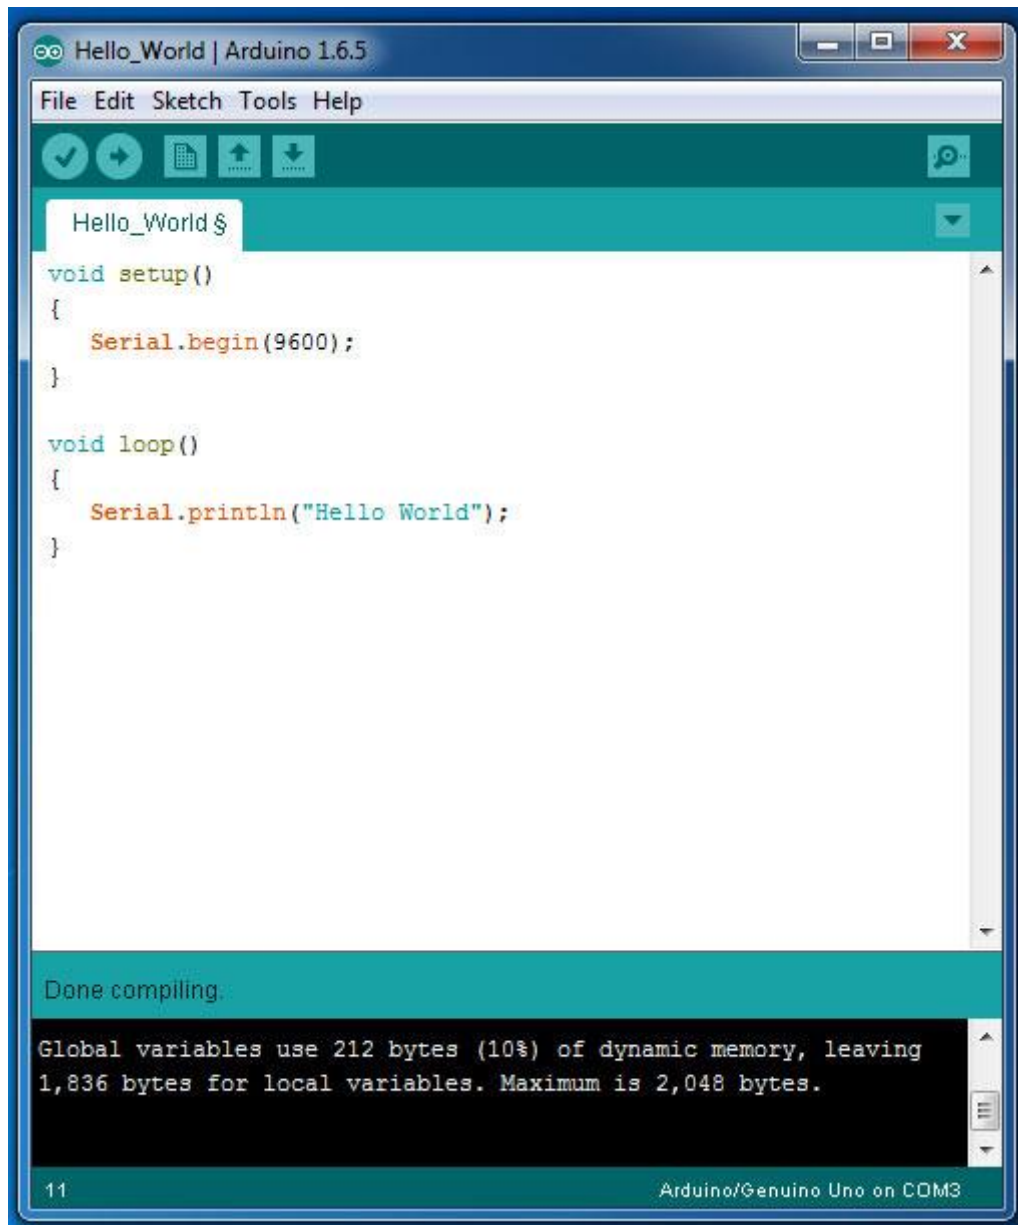 Hello_World | Arduino 1.6.5
File Edit Sketch Tools Help
Hello_World §
void setup()
{
   Serial.begin(9600);
}

void loop()
{
   Serial.println("Hello World");
}
Done compiling.
Global variables use 212 bytes (10%) of dynamic memory, leaving
1,836 bytes for local variables. Maximum is 2,048 bytes.
11 Arduino/Genuino Uno on COM3